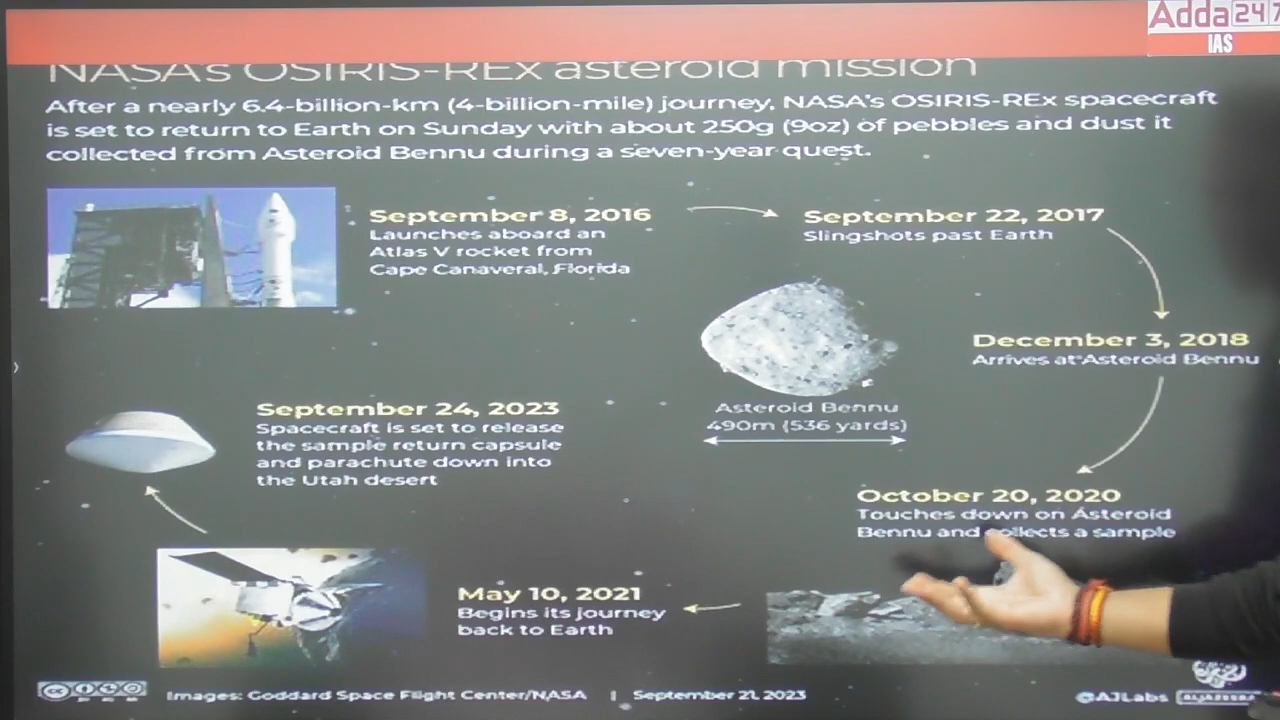 Adda247
IAS
NASA's OSIRIS-REx asteroid mission
After a nearly 6.4-billion-km (4-billion-mile) journey, NASA's OSIRIS-REx spacecraft
is set to return to Earth on Sunday with about 250g (9oz) of pebbles and dust it
collected from Asteroid Bennu during a seven-year quest.
September 8, 2016
Launches aboard an
Atlas V rocket from
Cape Canaveral, Florida
September 22, 2017
Slingshots past Earth
December 3, 2018
Arrives at Asteroid Bennu
Asteroid Bennu
490m (536 yards)
October 20, 2020
Touches down on Asteroid
Bennu and collects a sample
May 10, 2021
Begins its journey
back to Earth
September 24, 2023
Spacecraft is set to release
the sample return capsule
and parachute down into
the Utah desert
Images: Goddard Space Flight Center/NASA | September 21, 2023
@AJLabs
ALJAZEERA